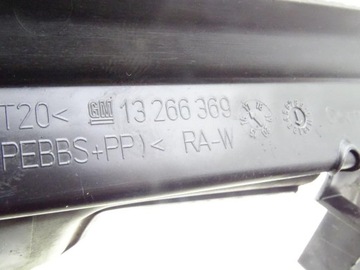 T20< GM 13 266 369
PEBBS+PP)< RA-W